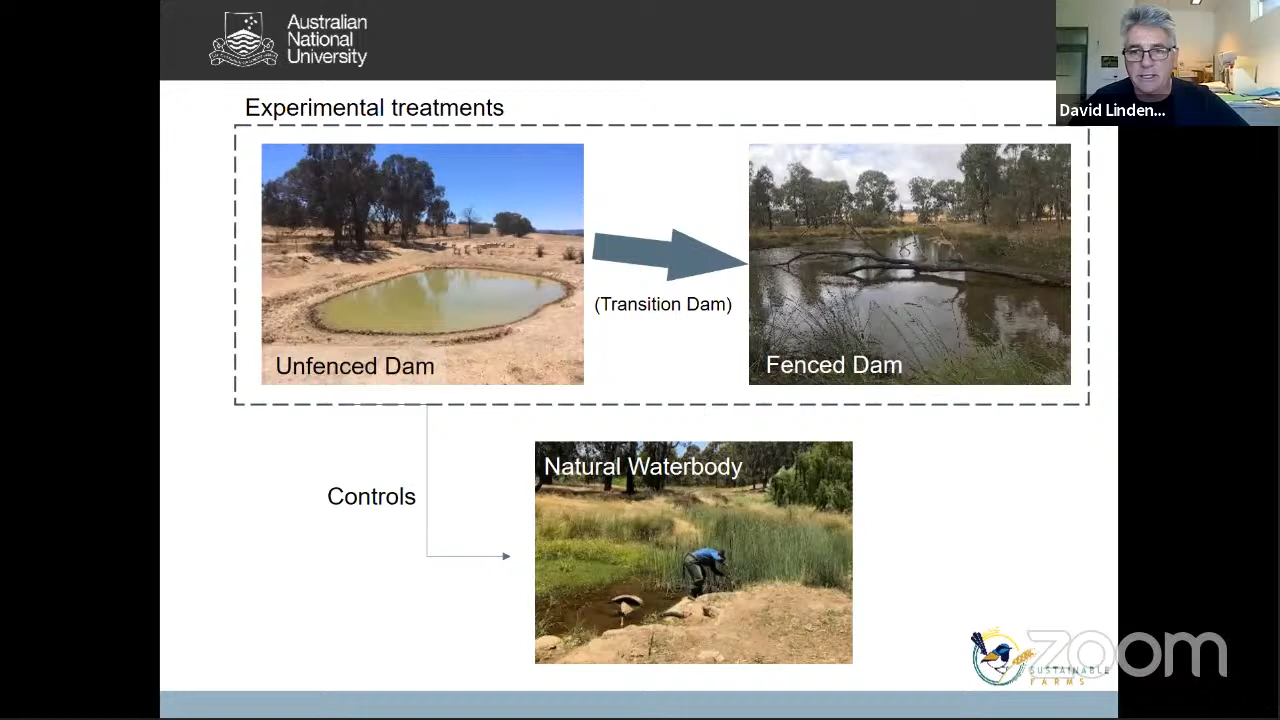 Australian
National
University
David Linden...
Experimental treatments
(Transition Dam)
Unfenced Dam
Fenced Dam
Natural Waterbody
Controls
zoom
SUSTAINABLE
FARMS